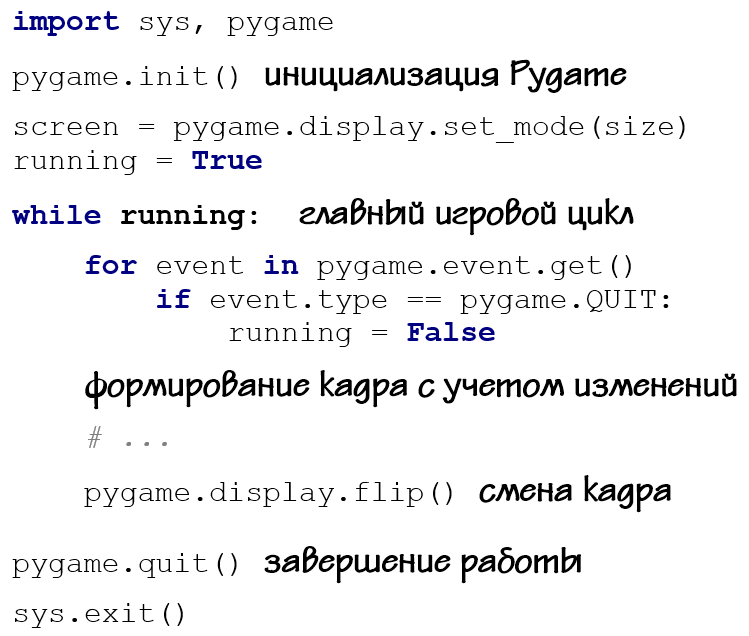 import sys, pygame
pygame.init() инициализация Pygame
screen = pygame.display.set_mode(size)
running = True
while running: главный игровой цикл
for event in pygame.event.get()
if event.type == pygame.QUIT:
running = False
формирование кадра с учетом изменений
# ...
pygame.display.flip() смена кадра
pygame.quit() завершение работы
sys.exit()